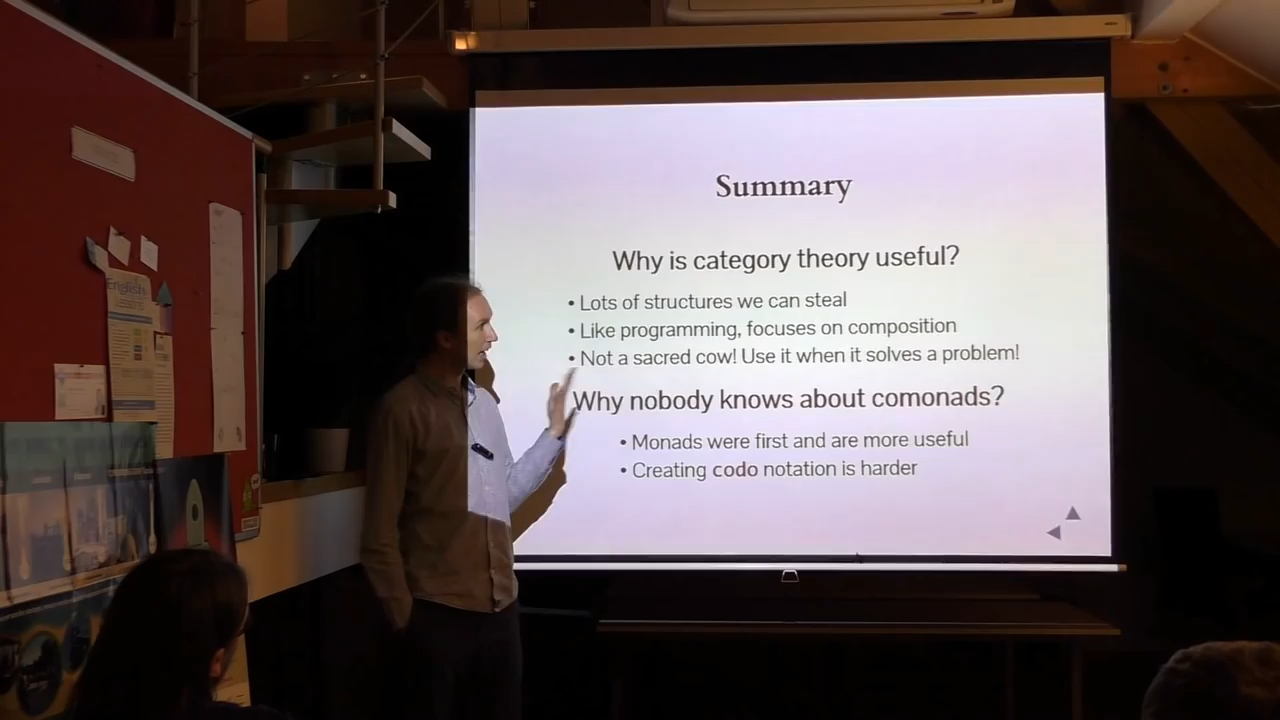 Summary
Why is category theory useful?
• Lots of structures we can steal
• Like programming, focuses on composition
• Not a sacred cow! Use it when it solves a problem!
Why nobody knows about comonads?
• Monads were first and are more useful
• Creating codo notation is harder
English